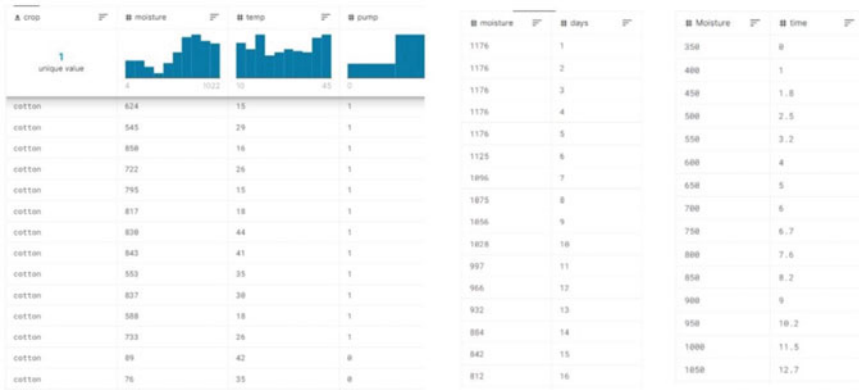 crop moisture temp pump
1
unique value
4 1022 10 45 0
cotton 624 15 1
cotton 545 29 1
cotton 850 16 1
cotton 722 26 1
cotton 795 15 1
cotton 817 18 1
cotton 830 44 1
cotton 843 41 1
cotton 553 35 1
cotton 837 30 1
cotton 588 18 1
cotton 733 26 1
cotton 89 42 0
cotton 76 35 0
moisture days
1176 1
1176 2
1176 3
1176 4
1176 5
1125 6
1096 7
1075 8
1056 9
1028 10
997 11
966 12
932 13
884 14
842 15
812 16
Moisture time
350 0
400 1
450 1.8
500 2.5
550 3.2
600 4
650 5
700 6
750 6.7
800 7.6
850 8.2
900 9
950 10.2
1000 11.5
1050 12.7